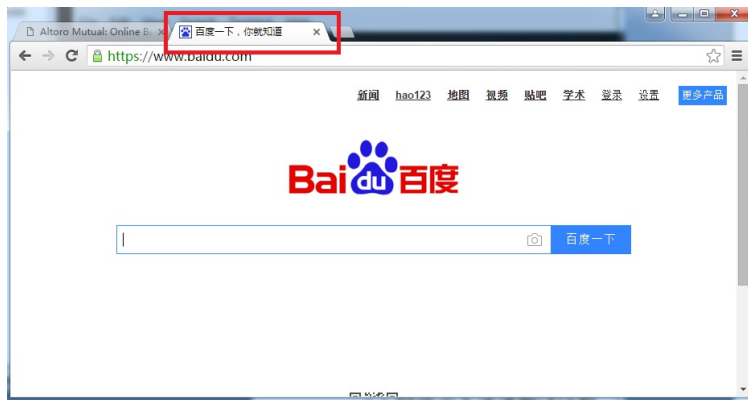 Altoro Mutual: Online Ba
百度一下，你就知道
https://www.baidu.com
新闻 hao123 地图 视频 贴吧 学术 登录 设置 更多产品
Bai du 百度
百度一下